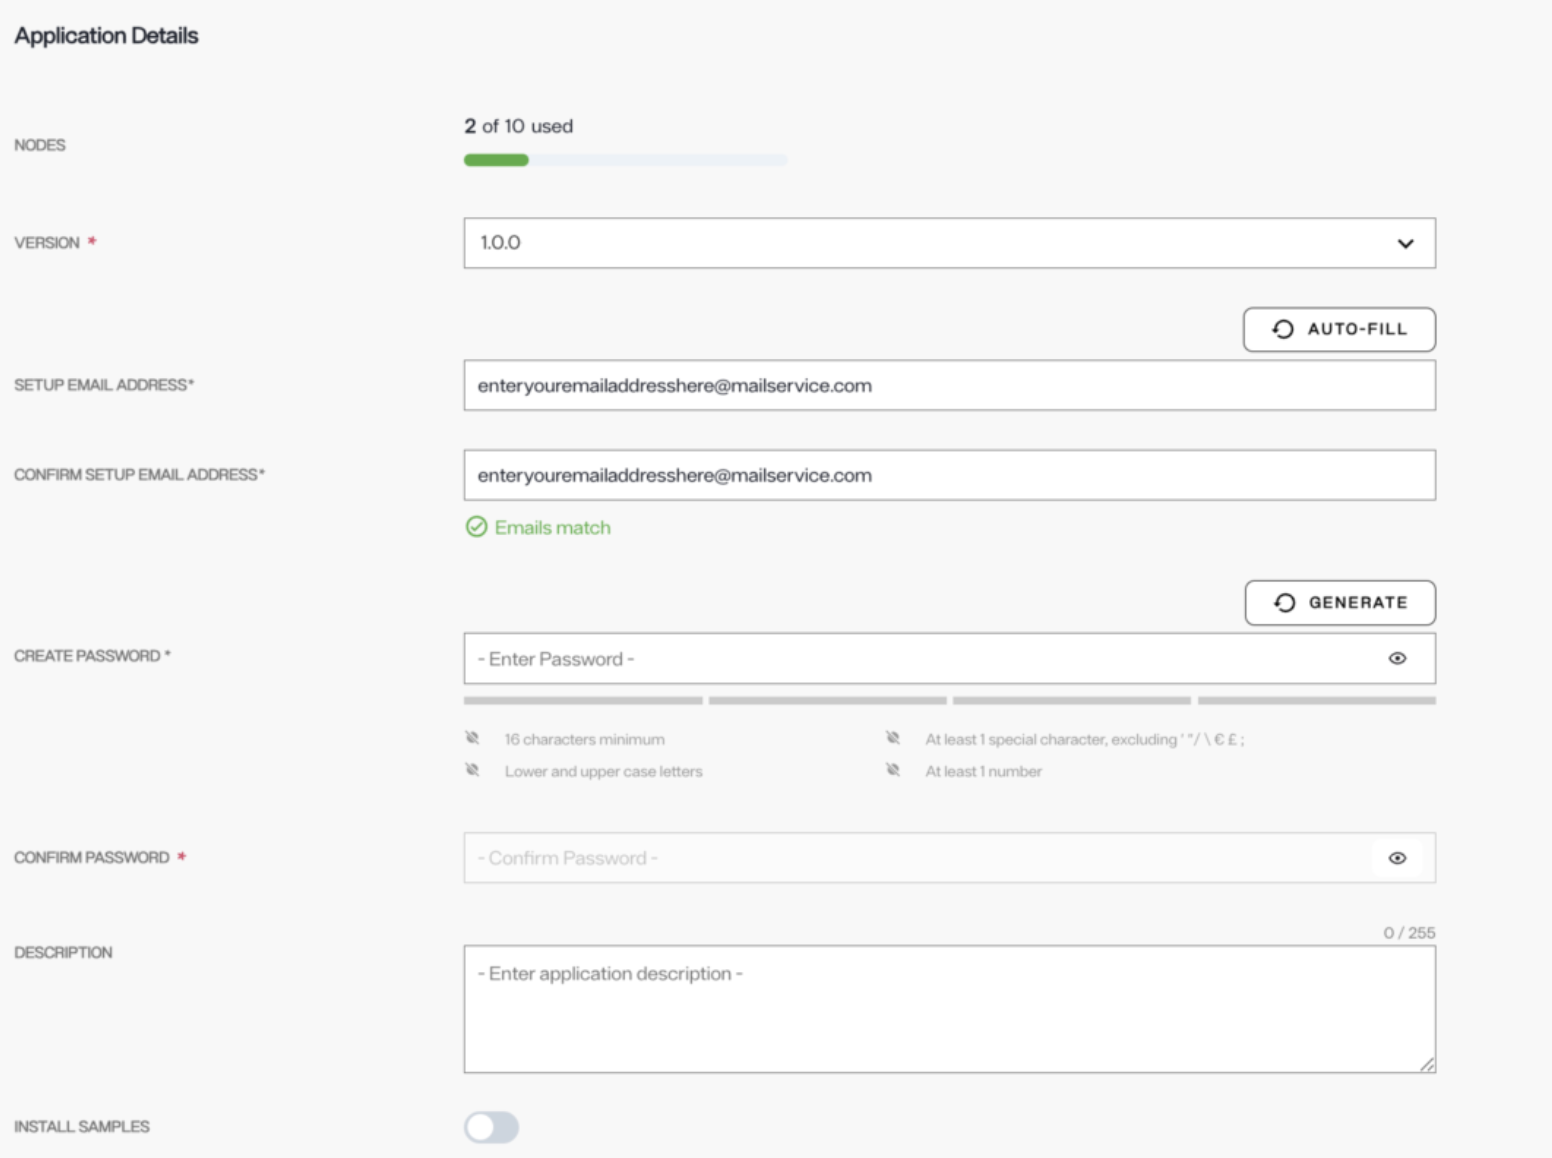 Application Details
NODES
2 of 10 used
VERSION *
1.0.0
AUTO-FILL
SETUP EMAIL ADDRESS*
enteryouremailaddresshere@mailservice.com
CONFIRM SETUP EMAIL ADDRESS*
enteryouremailaddresshere@mailservice.com
Emails match
GENERATE
CREATE PASSWORD *
- Enter Password -
16 characters minimum
At least 1 special character, excluding ' "/ \ € £ ;
Lower and upper case letters
At least 1 number
CONFIRM PASSWORD *
- Confirm Password -
0 / 255
DESCRIPTION
- Enter application description -
INSTALL SAMPLES